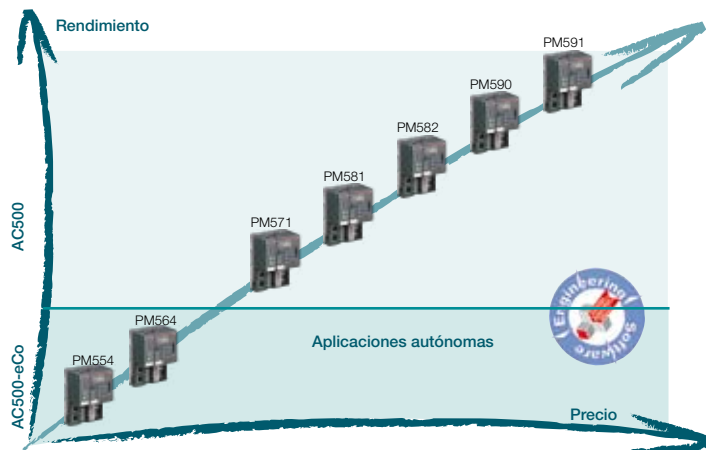 Rendimiento
PM591
PM590
PM582
PM581
PM571
AC500
Engineering
Software
PM564
Aplicaciones autónomas
PM554
AC500-eCo
Precio